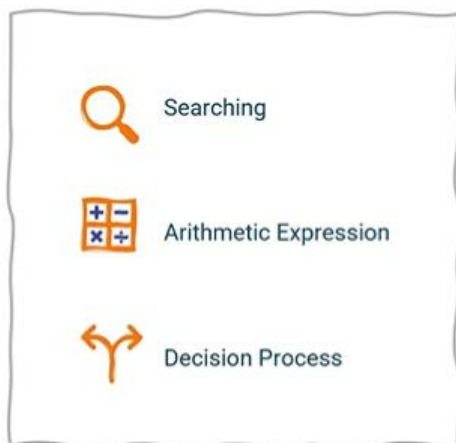 Searching
+ -
× ÷
Arithmetic Expression
Decision Process